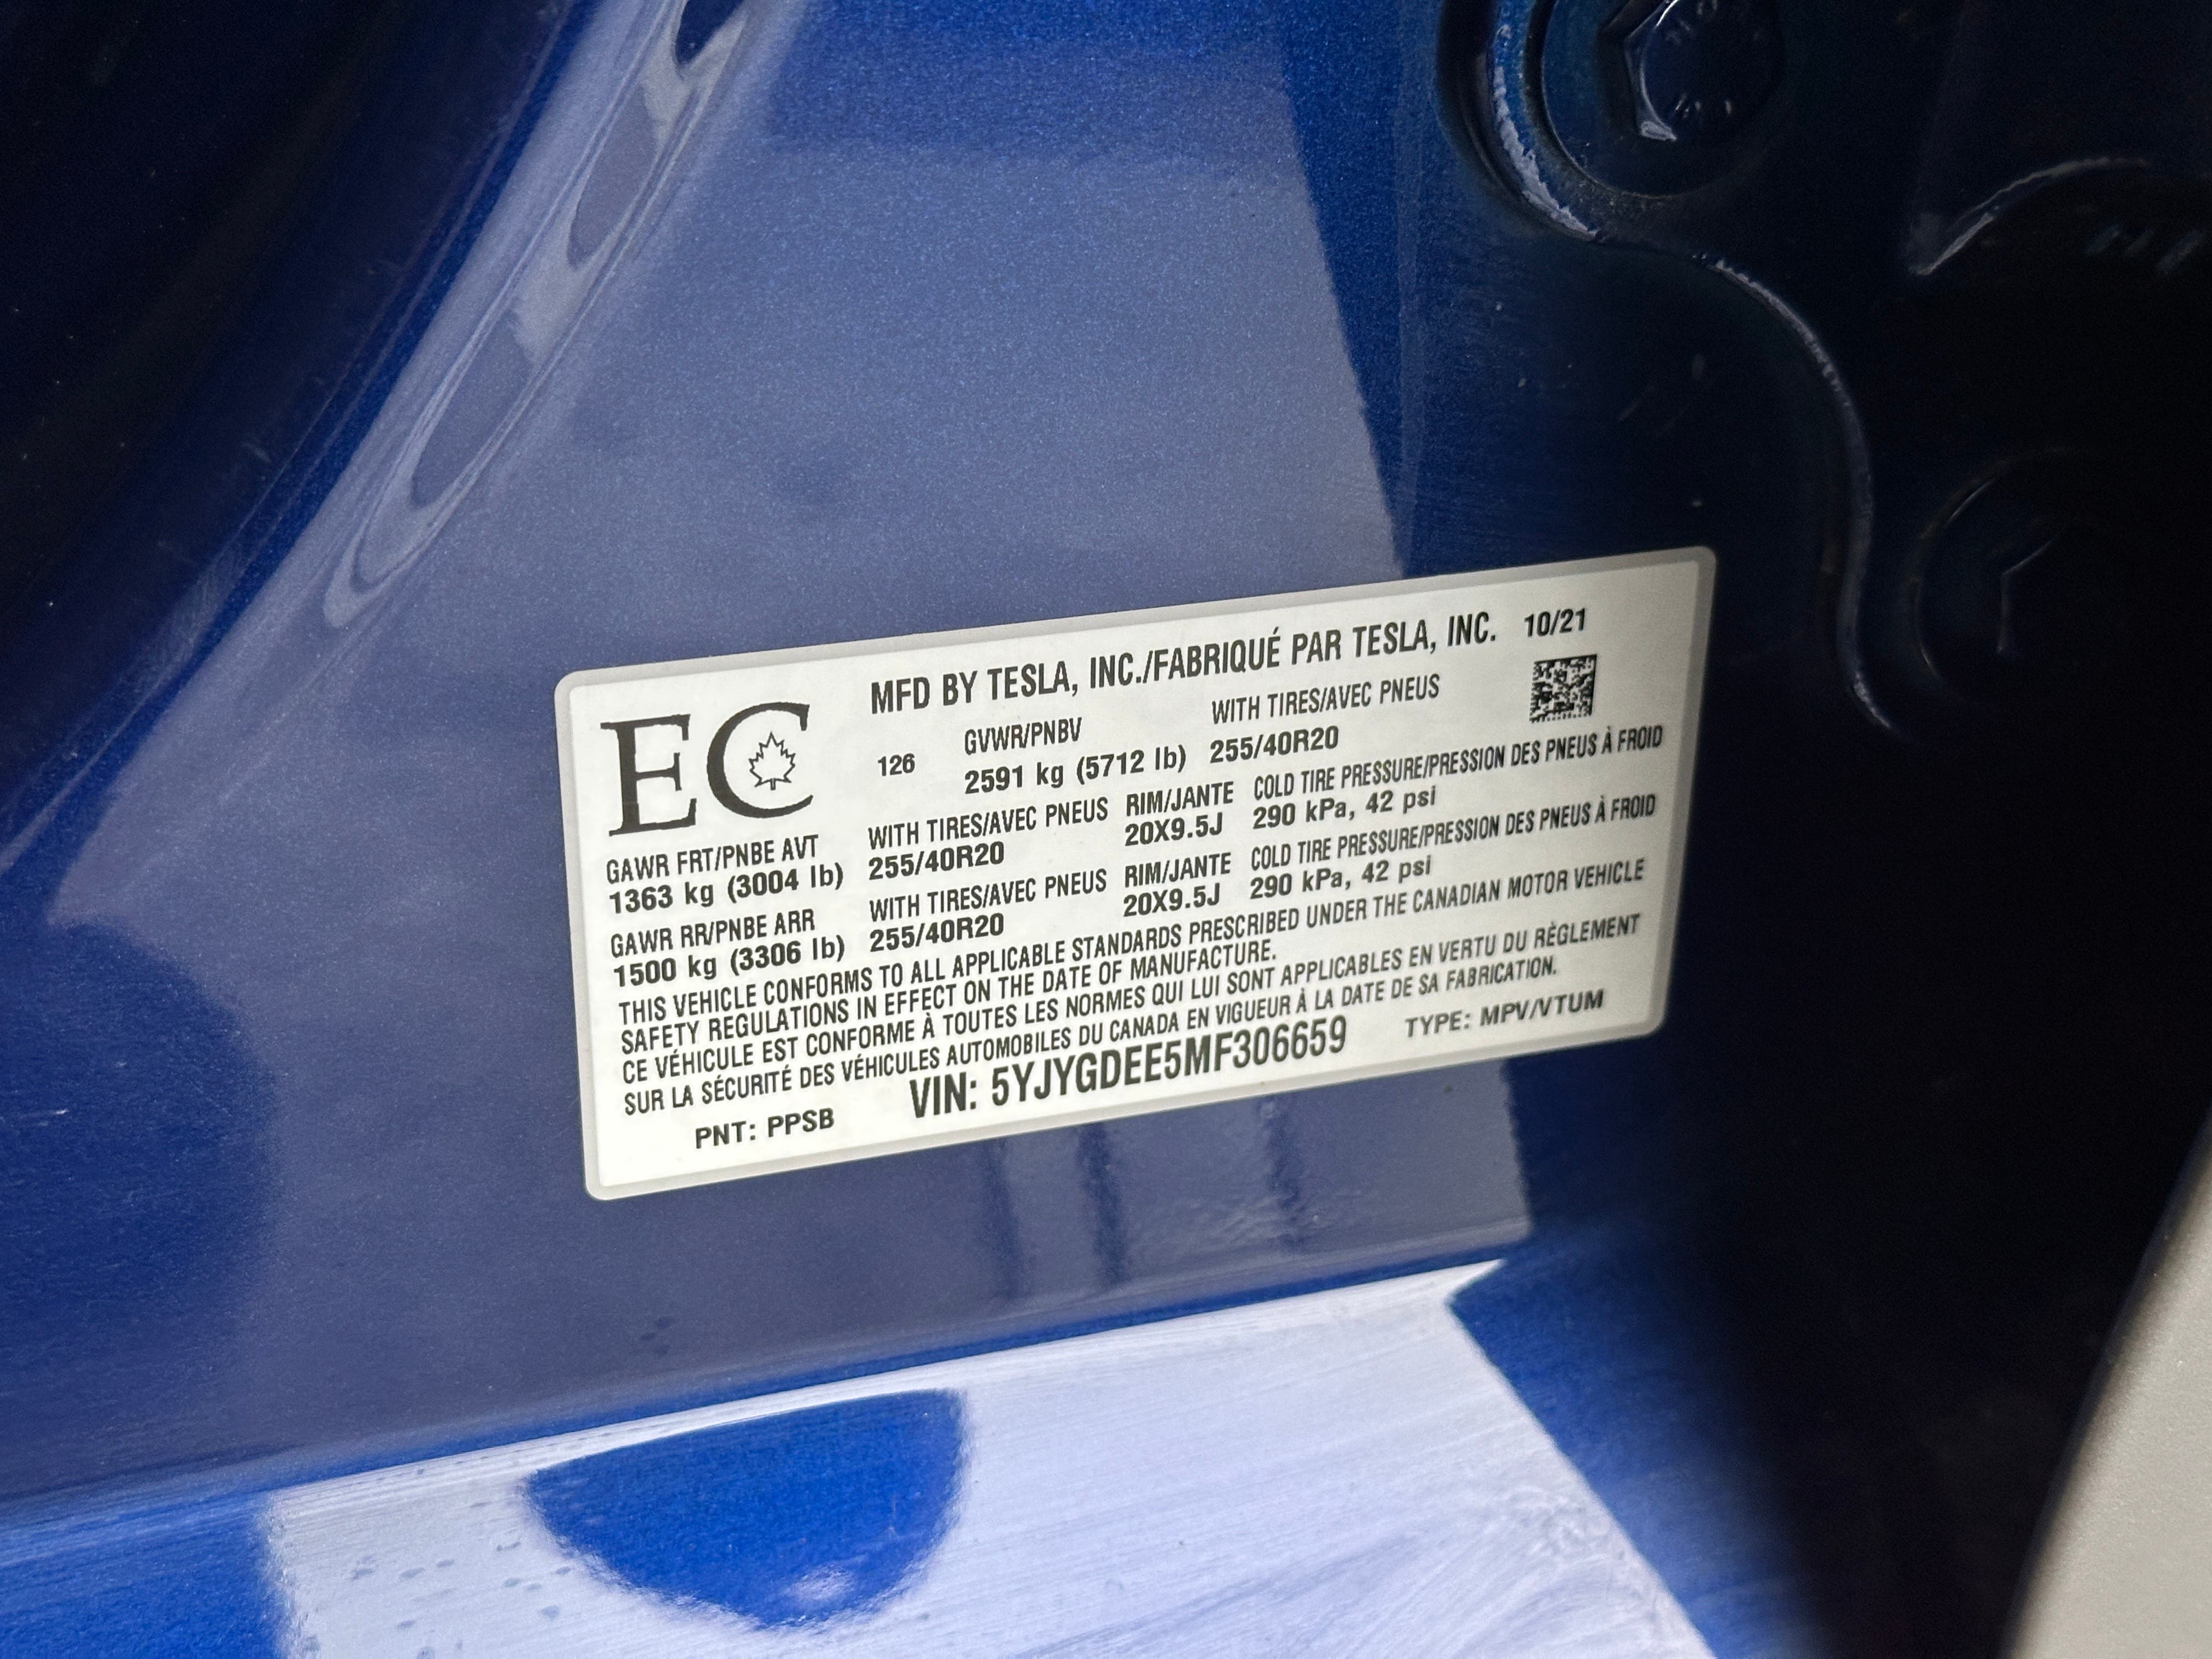 MFD BY TESLA, INC./FABRIQUÉ PAR TESLA, INC. 10/21
EC
126
GVWR/PNBV
2591 kg (5712 lb)
WITH TIRES/AVEC PNEUS
255/40R20
GAWR FRT/PNBE AVT
1363 kg (3004 lb)
WITH TIRES/AVEC PNEUS
255/40R20
RIM/JANTE
20X9.5J
COLD TIRE PRESSURE/PRESSION DES PNEUS À FROID
290 kPa, 42 psi
GAWR RR/PNBE ARR
1500 kg (3306 lb)
WITH TIRES/AVEC PNEUS
255/40R20
RIM/JANTE
20X9.5J
COLD TIRE PRESSURE/PRESSION DES PNEUS À FROID
290 kPa, 42 psi
THIS VEHICLE CONFORMS TO ALL APPLICABLE STANDARDS PRESCRIBED UNDER THE CANADIAN MOTOR VEHICLE
SAFETY REGULATIONS IN EFFECT ON THE DATE OF MANUFACTURE.
CE VÉHICULE EST CONFORME À TOUTES LES NORMES QUI LUI SONT APPLICABLES EN VERTU DU RÈGLEMENT
SUR LA SÉCURITÉ DES VÉHICULES AUTOMOBILES DU CANADA EN VIGUEUR À LA DATE DE SA FABRICATION.
PNT: PPSB
VIN: 5YJYGDEE5MF306659
TYPE: MPV/VTUM